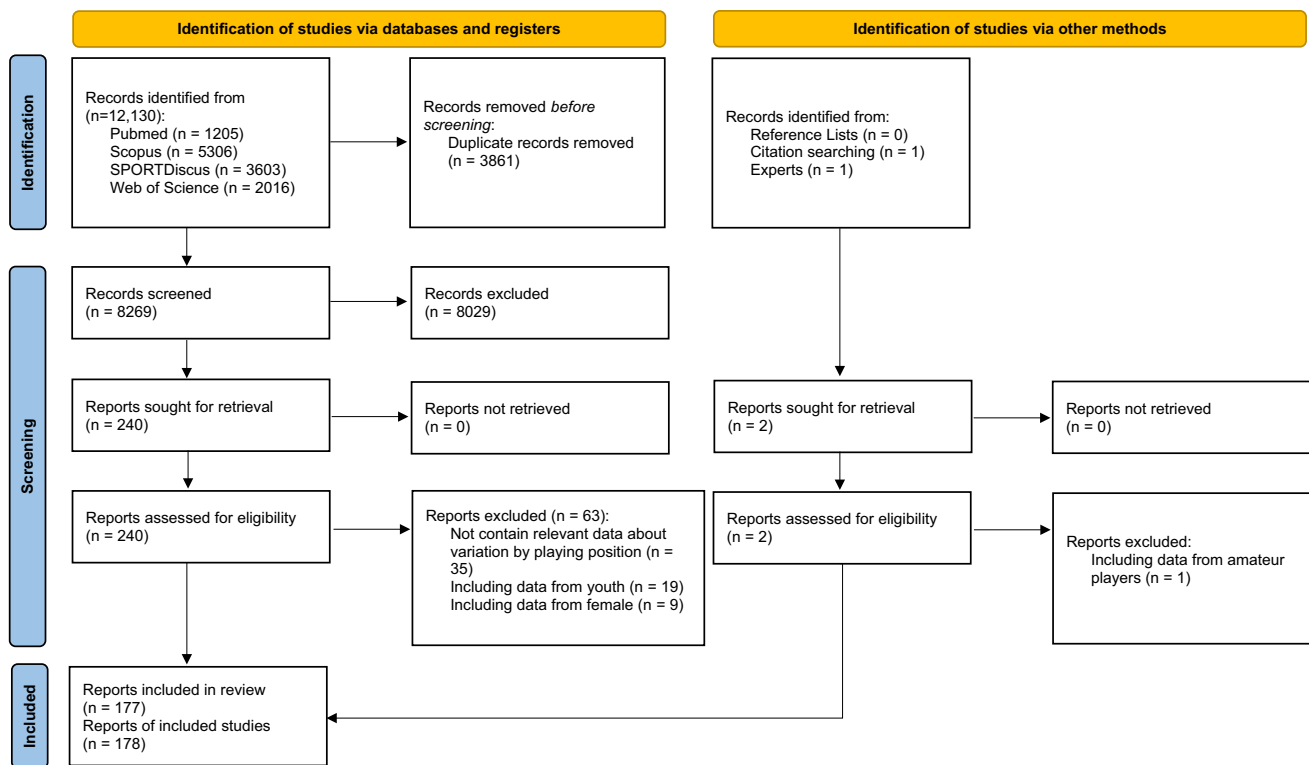 Identification of studies via databases and registers
Identification of studies via other methods
Identification
Records identified from
(n=12,130):
Pubmed (n = 1205)
Scopus (n = 5306)
SPORTDiscus (n = 3603)
Web of Science (n = 2016)
Records removed before
screening:
Duplicate records removed
(n = 3861)
Records identified from:
Reference Lists (n = 0)
Citation searching (n = 1)
Experts (n = 1)
Screening
Records screened
(n = 8269)
Records excluded
(n = 8029)
Reports sought for retrieval
(n = 240)
Reports not retrieved
(n = 0)
Reports sought for retrieval
(n = 2)
Reports not retrieved
(n = 0)
Reports assessed for eligibility
(n = 240)
Reports excluded (n = 63):
Not contain relevant data about
variation by playing position (n =
35)
Including data from youth (n = 19)
Including data from female (n = 9)
Reports assessed for eligibility
(n = 2)
Reports excluded:
Including data from amateur
players (n = 1)
Included
Reports included in review
(n = 177)
Reports of included studies
(n = 178)